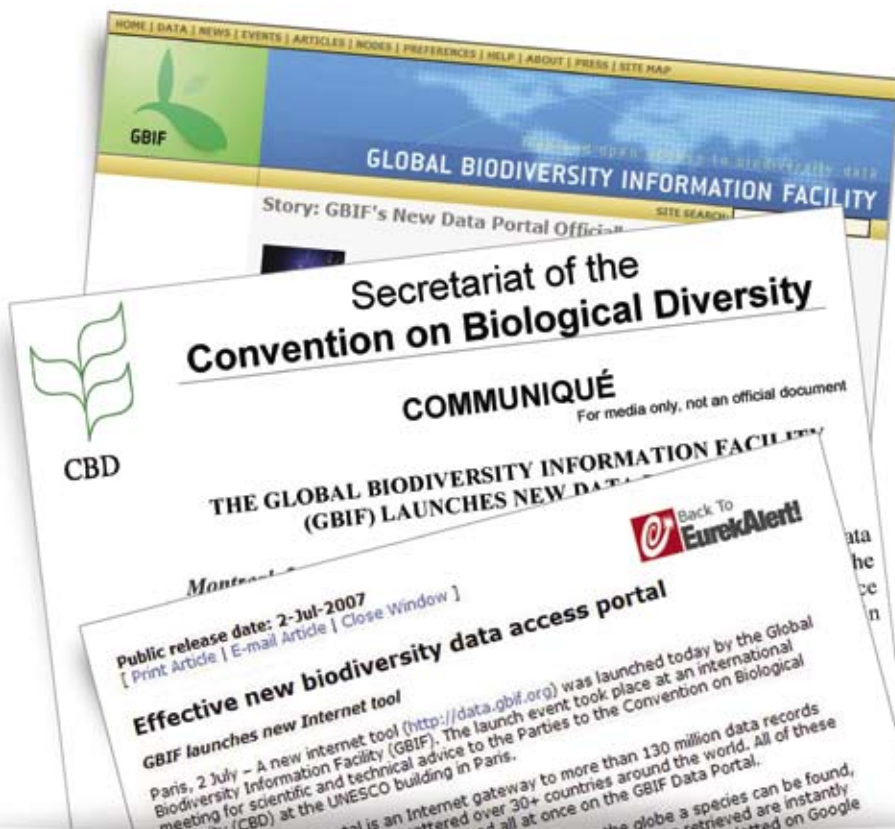 HOME | DATA | NEWS | EVENTS | ARTICLES | NODES | PREFERENCES | HELP | ABOUT | PRESS | SITE MAP
GBIF
free and open access to biodiversity data
GLOBAL BIODIVERSITY INFORMATION FACILITY
SITE SEARCH:
Story: GBIF's New Data Portal
Secretariat of the
Convention on Biological Diversity
CBD
COMMUNIQUÉ
For media only, not an official document
THE GLOBAL BIODIVERSITY INFORMATION FACILITY
(GBIF) LAUNCHES NEW DATA
Back To
EurekAlert!
Public release date: 2-Jul-2007
[ Print Article | E-mail Article | Close Window ]
Effective new biodiversity data access portal
GBIF launches new Internet tool
Paris, 2 July – A new internet tool (http://data.gbif.org) was launched today by the Global
Biodiversity Information Facility (GBIF). The launch event took place at an international
meeting for scientific and technical advice to the Parties to the Convention on Biological
(CBD) at the UNESCO building in Paris.
is an Internet gateway to more than 130 million data records
over 30+ countries around the world. All of these
all at once on the GBIF Data Portal.
the globe a species can be found,
retrieved are instantly
on Google